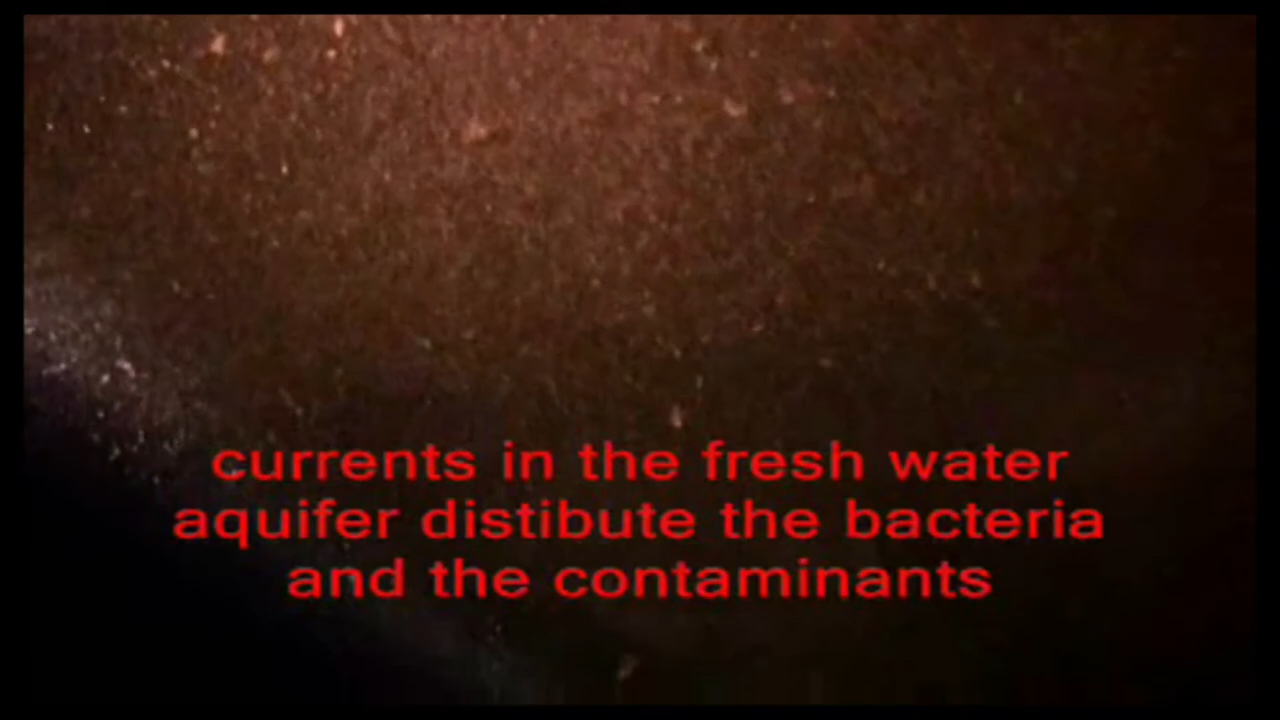 currents in the fresh water
aquifer distibute the bacteria
and the contaminants